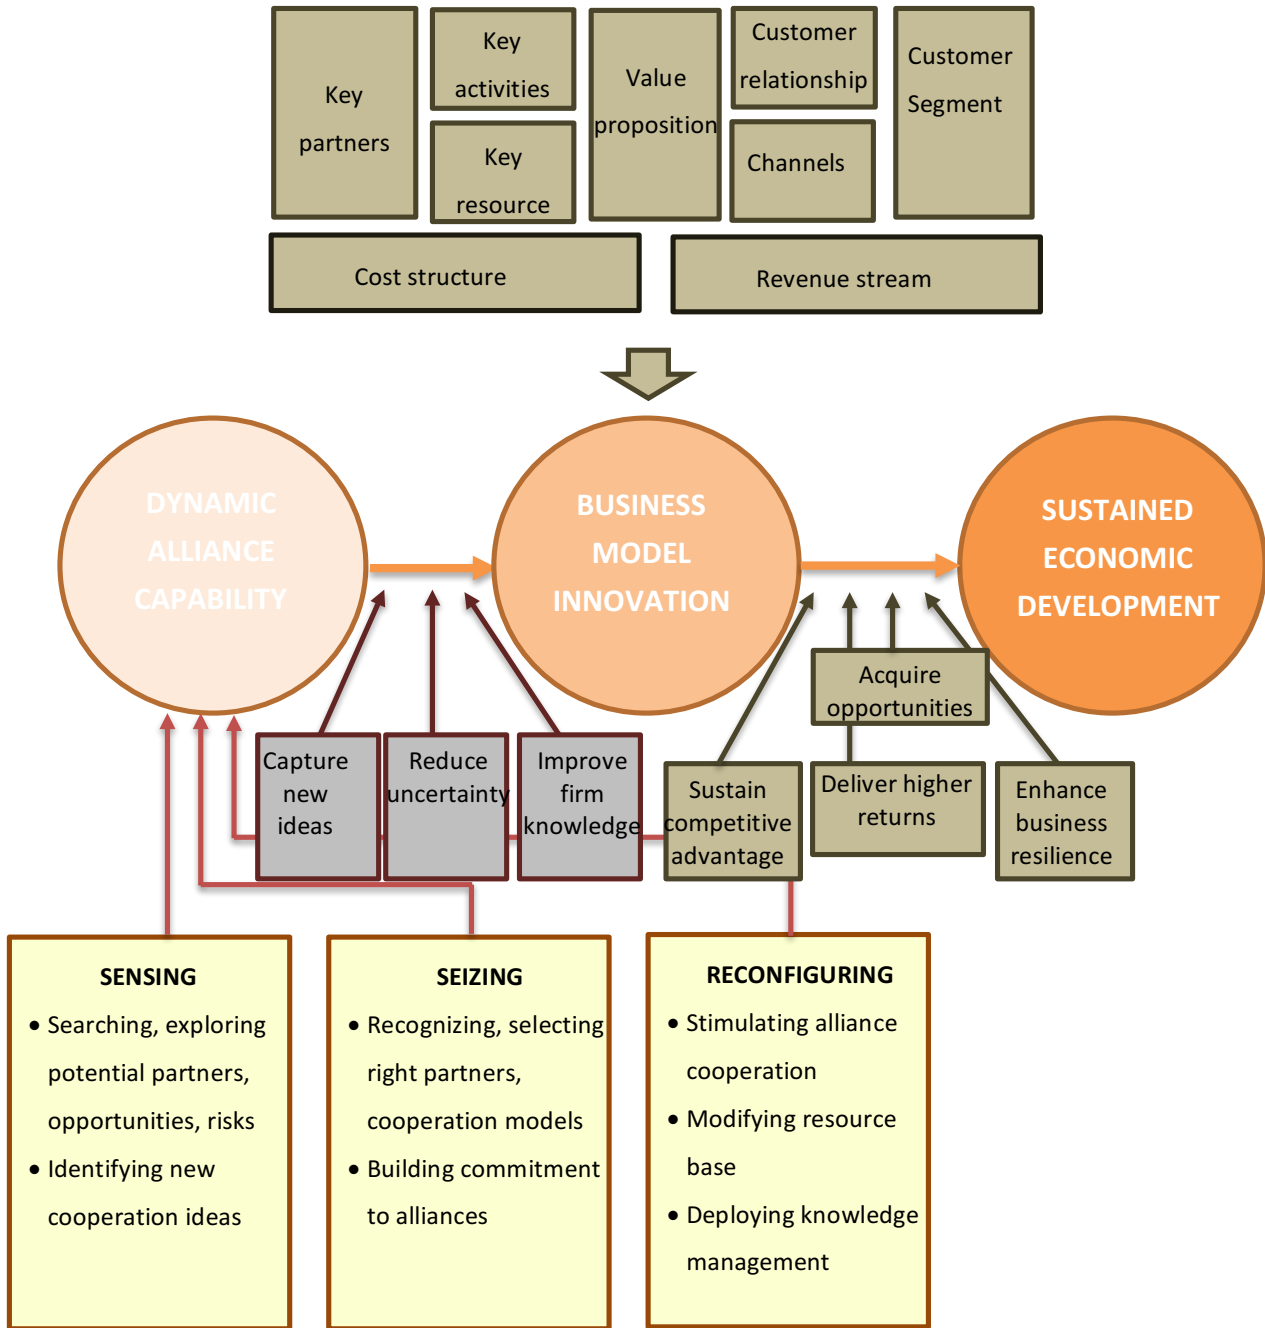 Key
partners
Key
activities
Key
resource
Value
proposition
Customer
relationship
Channels
Customer
Segment
Cost structure
Revenue stream
DYNAMIC
ALLIANCE
CAPABILITY
BUSINESS
MODEL
INNOVATION
SUSTAINED
ECONOMIC
DEVELOPMENT
Capture
new
ideas
Reduce
uncertainty
Improve
firm
knowledge
Sustain
competitive
advantage
Acquire
opportunities
Deliver higher
returns
Enhance
business
resilience
SENSING
• Searching, exploring
potential partners,
opportunities, risks
• Identifying new
cooperation ideas
SEIZING
• Recognizing, selecting
right partners,
cooperation models
• Building commitment
to alliances
RECONFIGURING
• Stimulating alliance
cooperation
• Modifying resource
base
• Deploying knowledge
management